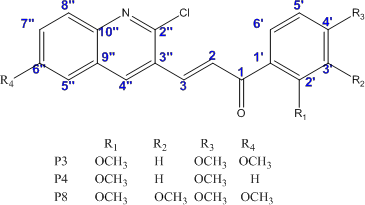 8'' N Cl 5'
7'' 10'' 2'' 6' 4' R3
6'' 9'' 3'' 2 1 1' 3' R2
R4 5'' 4'' 3 2'
O R1
R1 R2 R3 R4
P3 OCH3 H OCH3 OCH3
P4 OCH3 H OCH3 H
P8 OCH3 OCH3 OCH3 OCH3